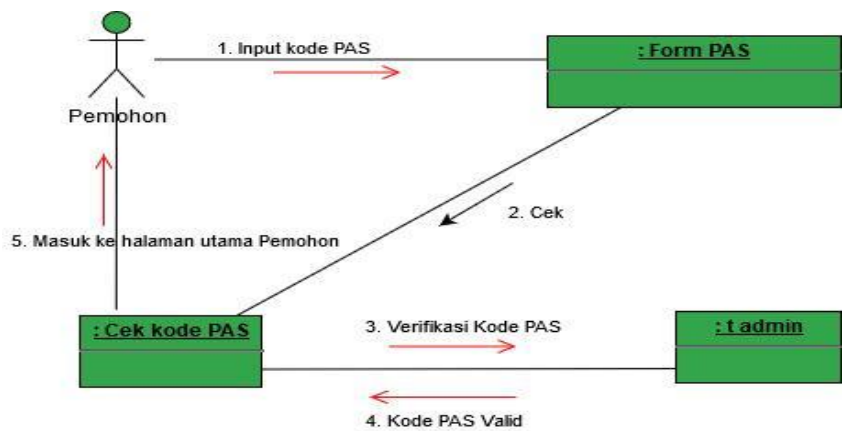 1. Input kode PAS
: Form PAS
Pemohon
2. Cek
5. Masuk ke halaman utama Pemohon
: Cek kode PAS
3. Verifikasi Kode PAS
: t admin
4. Kode PAS Valid